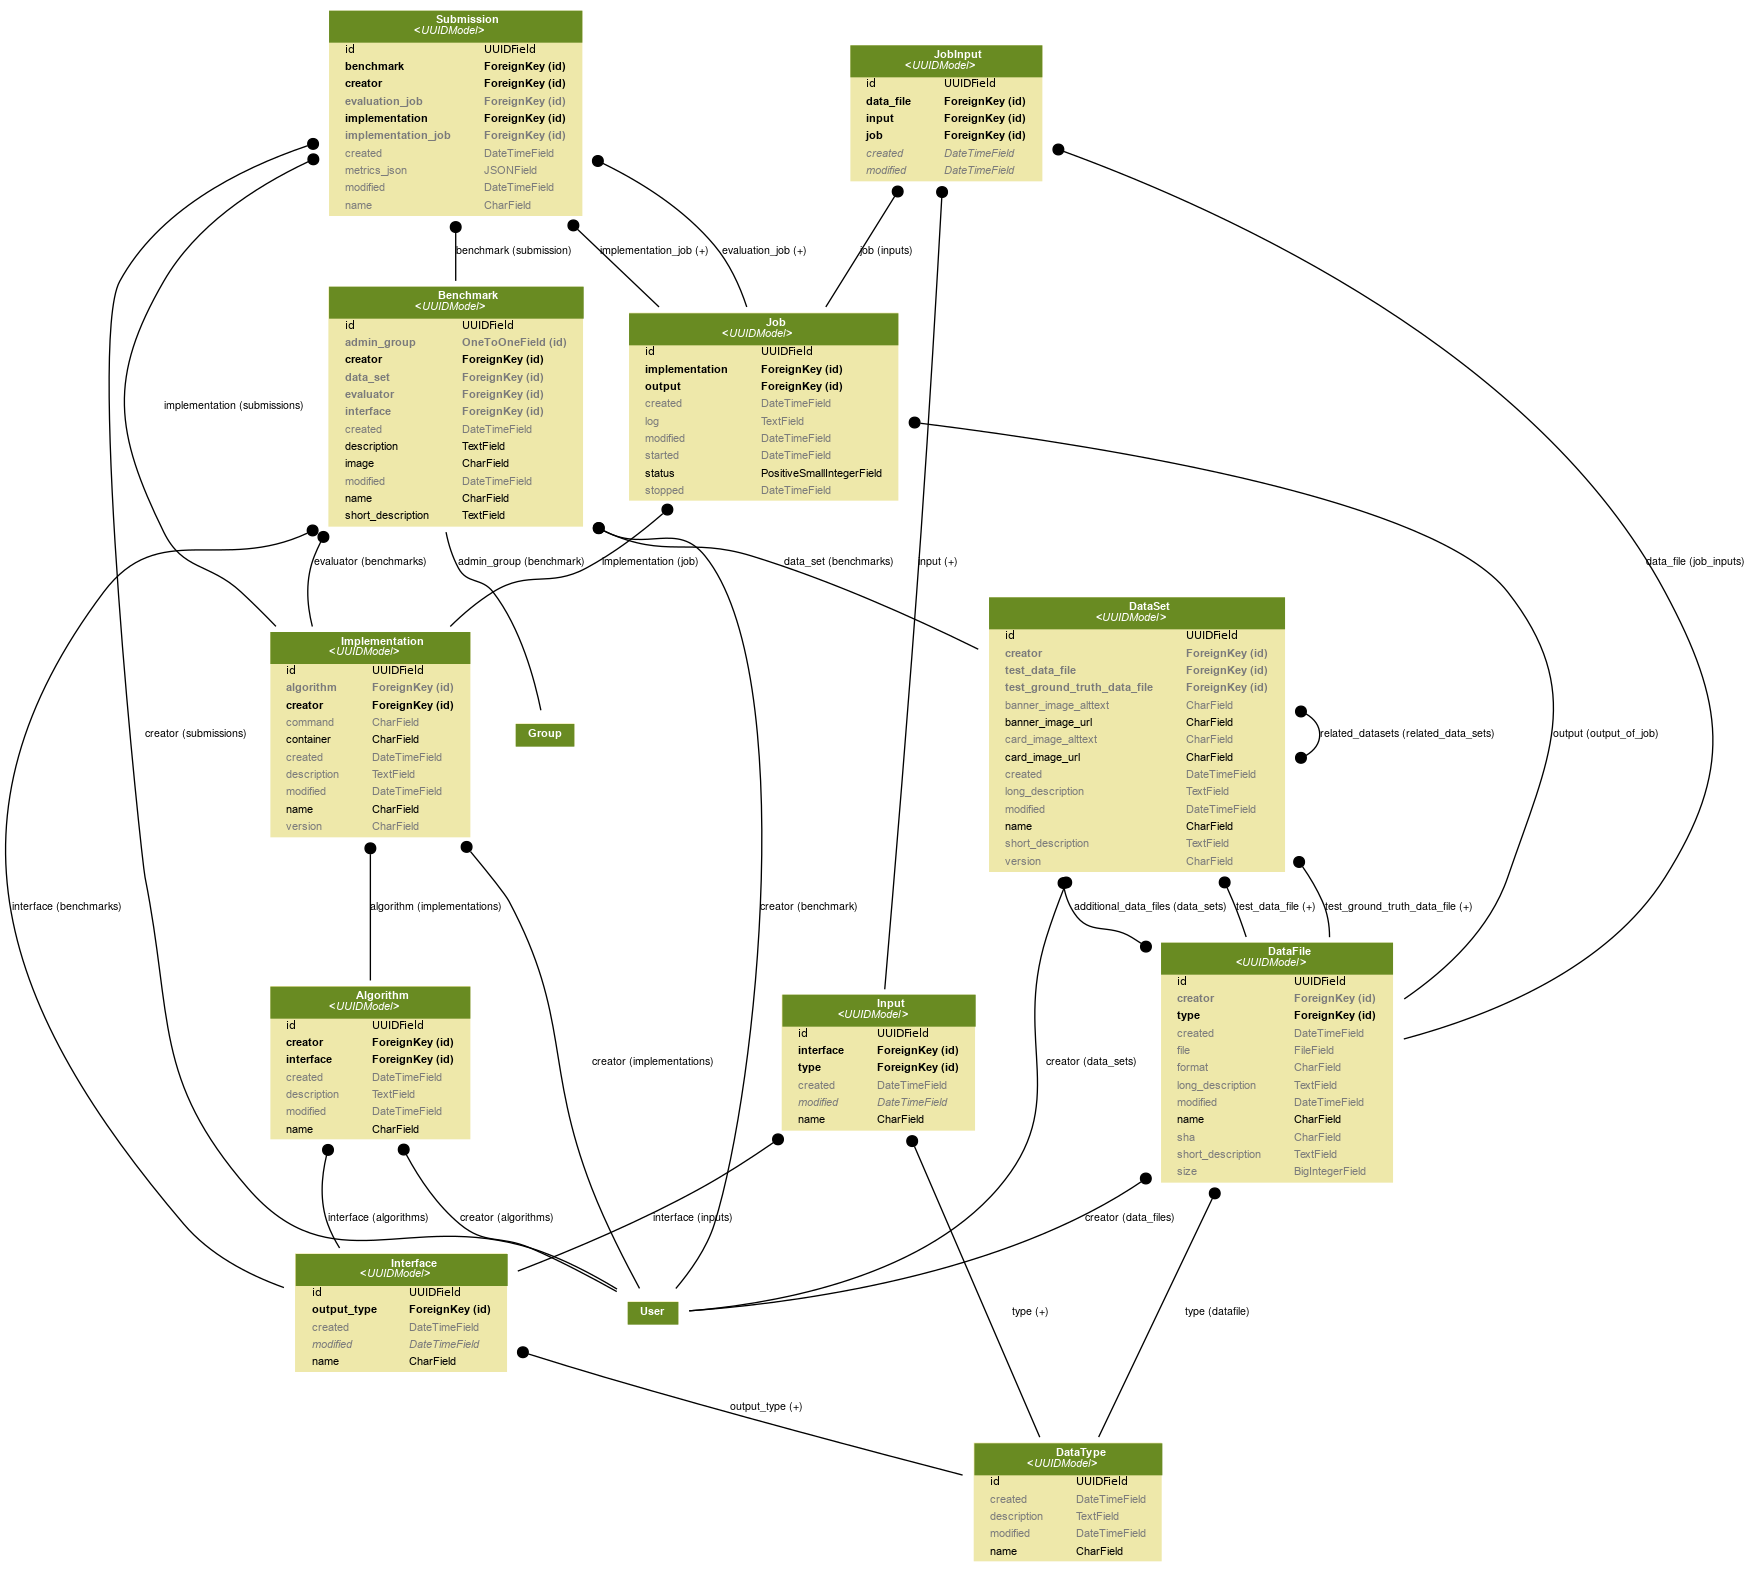 Submission
<UUIDModel>
id UUIDField
benchmark ForeignKey (id)
creator ForeignKey (id)
evaluation_job ForeignKey (id)
implementation ForeignKey (id)
implementation_job ForeignKey (id)
created DateTimeField
metrics_json JSONField
modified DateTimeField
name CharField
JobInput
<UUIDModel>
id UUIDField
data_file ForeignKey (id)
input ForeignKey (id)
job ForeignKey (id)
created DateTimeField
modified DateTimeField
benchmark (submission)
implementation_job (+)
evaluation_job (+)
job (inputs)
Benchmark
<UUIDModel>
id UUIDField
admin_group OneToOneField (id)
creator ForeignKey (id)
data_set ForeignKey (id)
evaluator ForeignKey (id)
interface ForeignKey (id)
created DateTimeField
description TextField
image CharField
modified DateTimeField
name CharField
short_description TextField
Job
<UUIDModel>
id UUIDField
implementation ForeignKey (id)
output ForeignKey (id)
created DateTimeField
log TextField
modified DateTimeField
started DateTimeField
status PositiveSmallIntegerField
stopped DateTimeField
implementation (submissions)
evaluator (benchmarks)
admin_group (benchmark)
implementation (job)
data_set (benchmarks)
input (+)
data_file (job_inputs)
Implementation
<UUIDModel>
id UUIDField
algorithm ForeignKey (id)
creator ForeignKey (id)
command CharField
container CharField
created DateTimeField
description TextField
modified DateTimeField
name CharField
version CharField
Group
DataSet
<UUIDModel>
id UUIDField
creator ForeignKey (id)
test_data_file ForeignKey (id)
test_ground_truth_data_file ForeignKey (id)
banner_image_alttext CharField
banner_image_url CharField
card_image_alttext CharField
card_image_url CharField
created DateTimeField
long_description TextField
modified DateTimeField
name CharField
short_description TextField
version CharField
creator (submissions)
related_datasets (related_data_sets)
output (output_of_job)
interface (benchmarks)
algorithm (implementations)
creator (benchmark)
additional_data_files (data_sets)
test_data_file (+)
test_ground_truth_data_file (+)
Algorithm
<UUIDModel>
id UUIDField
creator ForeignKey (id)
interface ForeignKey (id)
created DateTimeField
description TextField
modified DateTimeField
name CharField
creator (implementations)
Input
<UUIDModel>
id UUIDField
interface ForeignKey (id)
type ForeignKey (id)
created DateTimeField
modified DateTimeField
name CharField
creator (data_sets)
DataFile
<UUIDModel>
id UUIDField
creator ForeignKey (id)
type ForeignKey (id)
created DateTimeField
file FileField
format CharField
long_description TextField
modified DateTimeField
name CharField
sha CharField
short_description TextField
size BigIntegerField
interface (algorithms)
creator (algorithms)
interface (inputs)
creator (data_files)
Interface
<UUIDModel>
id UUIDField
output_type ForeignKey (id)
created DateTimeField
modified DateTimeField
name CharField
User
type (+)
type (datafile)
output_type (+)
DataType
<UUIDModel>
id UUIDField
created DateTimeField
description TextField
modified DateTimeField
name CharField